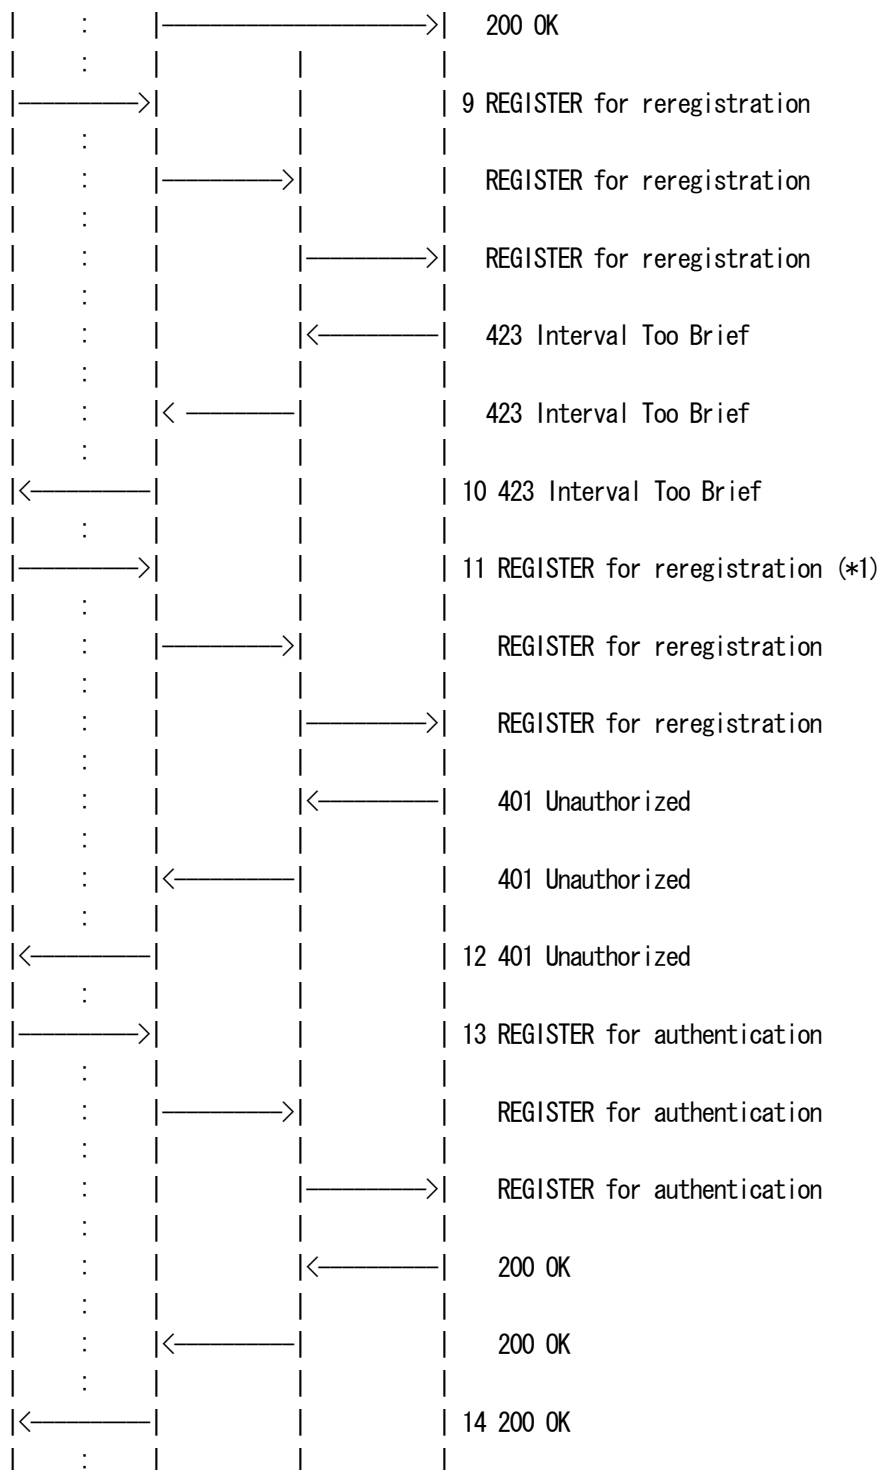 200 OK
9 REGISTER for reregistration
REGISTER for reregistration
REGISTER for reregistration
423 Interval Too Brief
423 Interval Too Brief
10 423 Interval Too Brief
11 REGISTER for reregistration (*1)
REGISTER for reregistration
REGISTER for reregistration
401 Unauthorized
401 Unauthorized
12 401 Unauthorized
13 REGISTER for authentication
REGISTER for authentication
REGISTER for authentication
200 OK
200 OK
14 200 OK